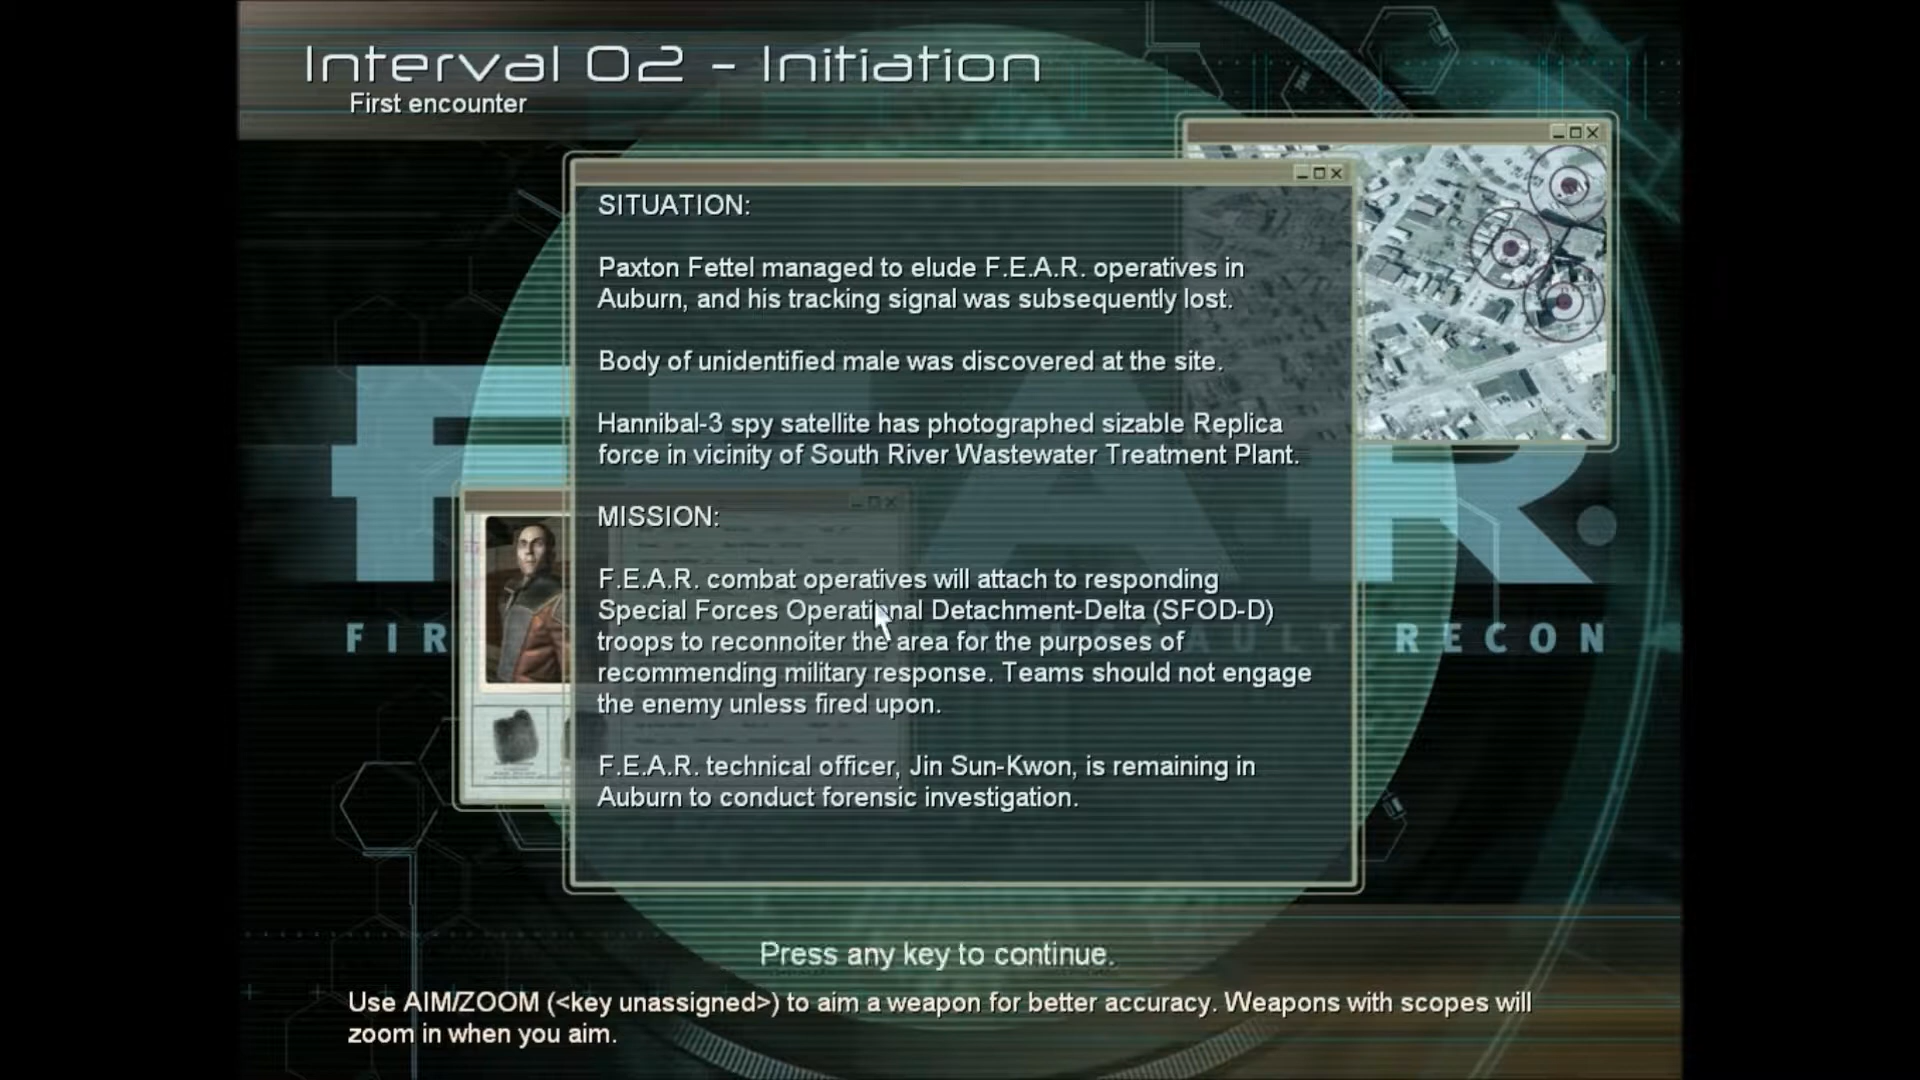 Interval 02 - Initiation
First encounter
SITUATION:
Paxton Fettel managed to elude F.E.A.R. operatives in
Auburn, and his tracking signal was subsequently lost.
Body of unidentified male was discovered at the site.
Hannibal-3 spy satellite has photographed sizable Replica
force in vicinity of South River Wastewater Treatment Plant.
MISSION:
F.E.A.R. combat operatives will attach to responding
Special Forces Operational Detachment-Delta (SFOD-D)
troops to reconnoiter the area for the purposes of
recommending military response. Teams should not engage
the enemy unless fired upon.
F.E.A.R. technical officer, Jin Sun-Kwon, is remaining in
Auburn to conduct forensic investigation.
F.E.A.R.
RECON
Press any key to continue.
Use AIM/ZOOM (<key unassigned>) to aim a weapon for better accuracy. Weapons with scopes will
zoom in when you aim.